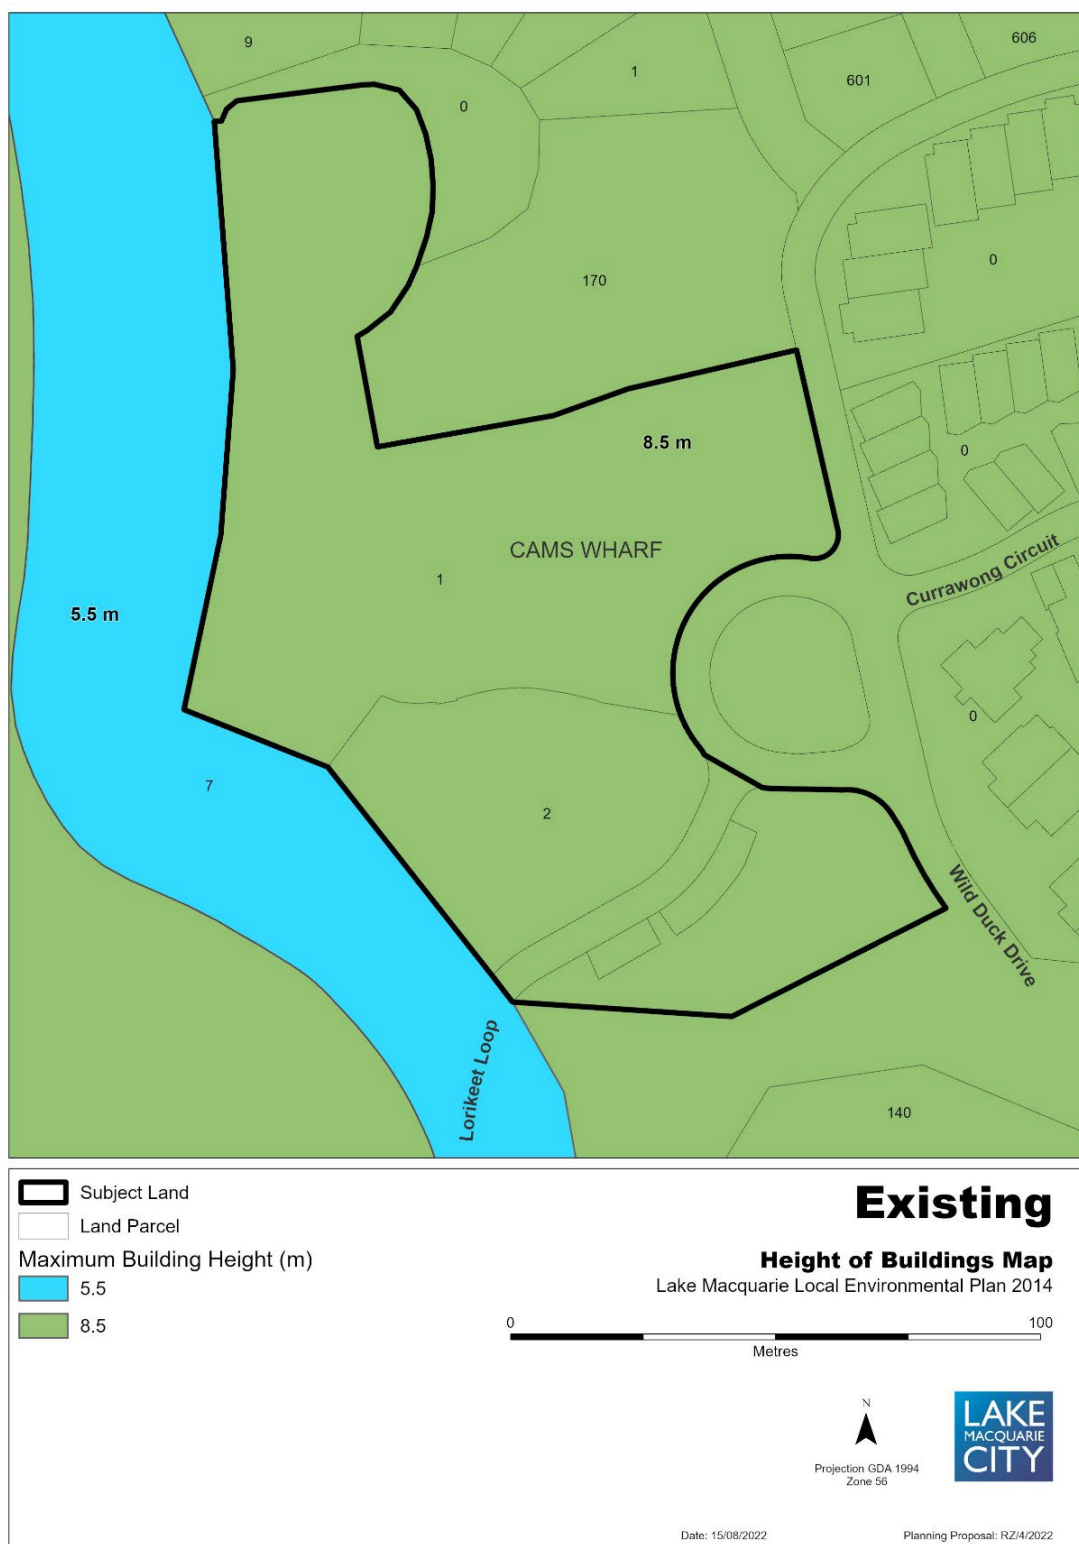 9
606
1
601
0
0
170
8.5 m
0
CAMS WHARF
Currawong Circuit
1
5.5 m
0
7
2
Wild Duck Drive
Lorikeet Loop
140
Subject Land
Land Parcel
Maximum Building Height (m)
5.5
8.5
Existing
Height of Buildings Map
Lake Macquarie Local Environmental Plan 2014
0 100
Metres
N
Projection GDA 1994
Zone 56
LAKE
MACQUARIE
CITY
Date: 15/08/2022
Planning Proposal: RZ/4/2022